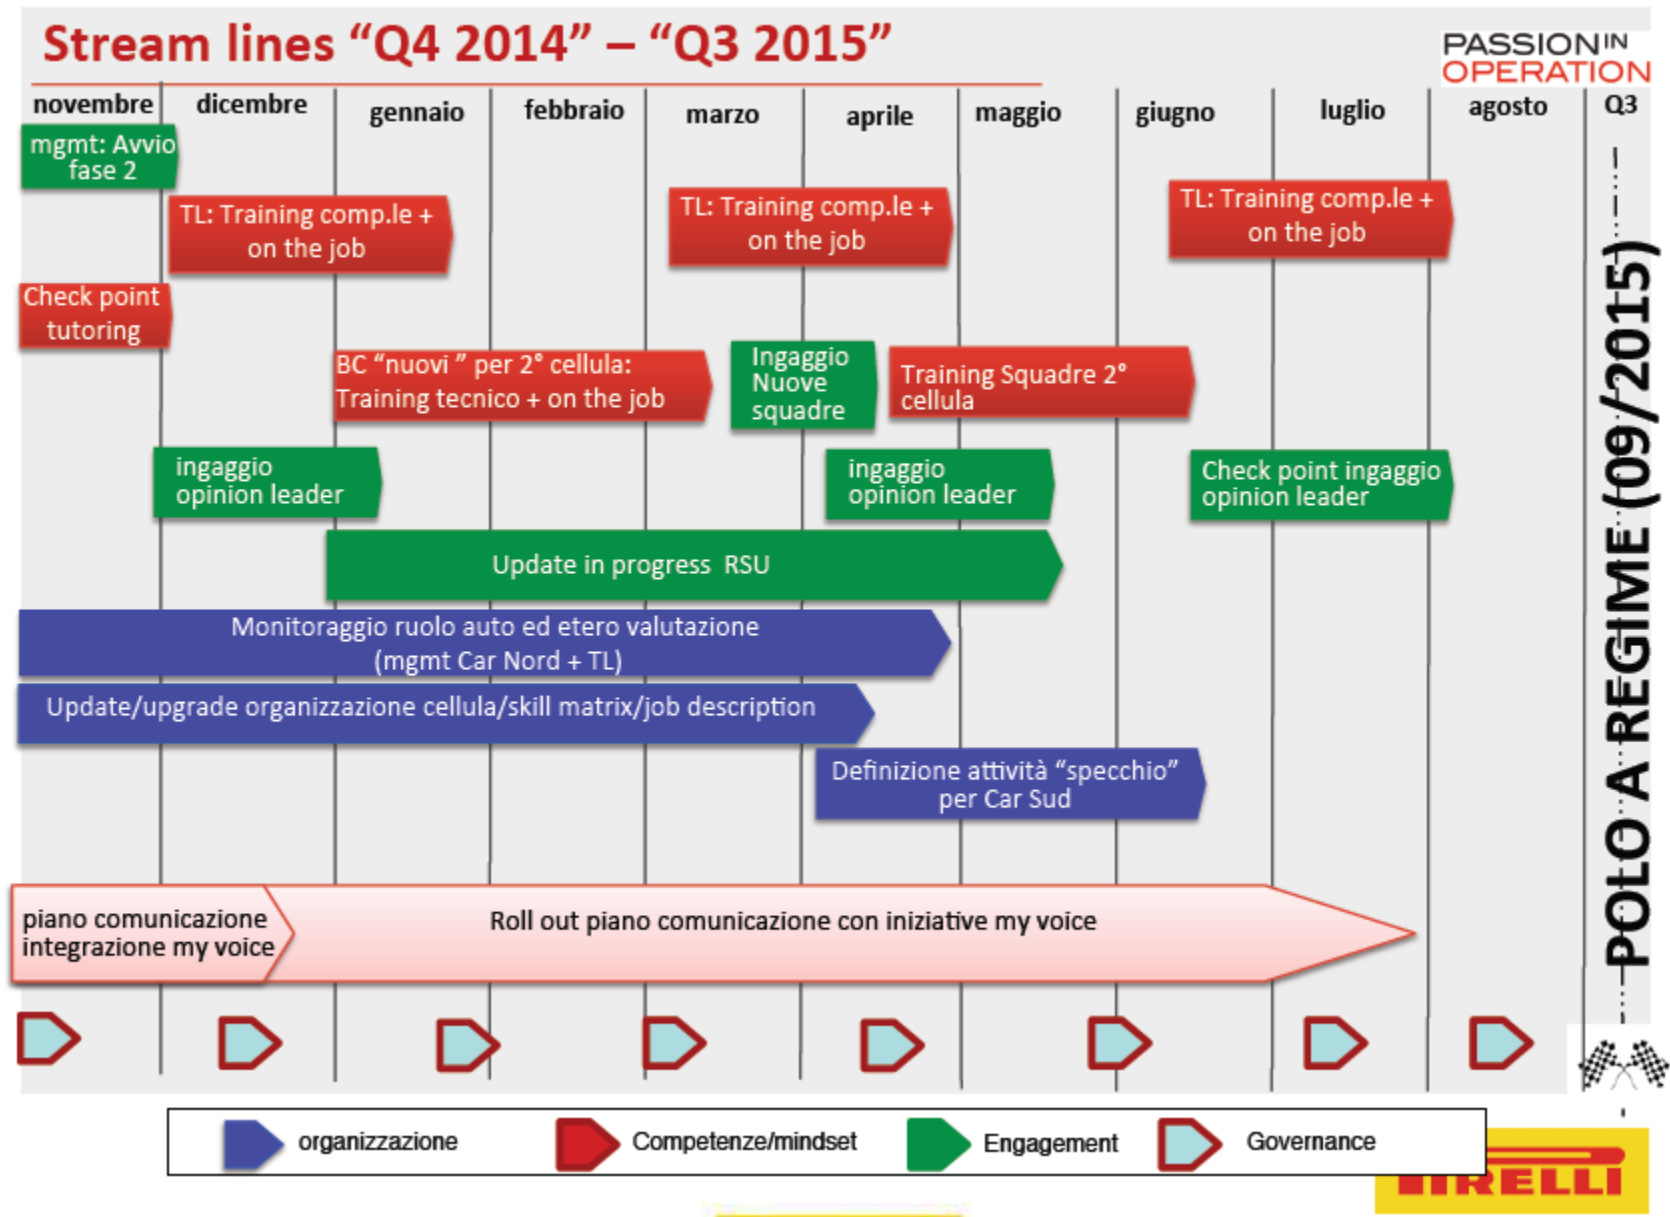 Stream lines “Q4 2014” – “Q3 2015”
PASSION IN
OPERATION
novembre dicembre gennaio febbraio marzo aprile maggio giugno luglio agosto Q3
mgmt: Avvio
fase 2
TL: Training comp.le +
on the job
TL: Training comp.le +
on the job
TL: Training comp.le +
on the job
Check point
tutoring
BC “nuovi ” per 2° cellula:
Training tecnico + on the job
Ingaggio
Nuove
squadre
Training Squadre 2°
cellula
ingaggio
opinion leader
ingaggio
opinion leader
Check point ingaggio
opinion leader
Update in progress RSU
Monitoraggio ruolo auto ed etero valutazione
(mgmt Car Nord + TL)
Update/upgrade organizzazione cellula/skill matrix/job description
Definizione attività “specchio”
per Car Sud
piano comunicazione
integrazione my voice
Roll out piano comunicazione con iniziative my voice
POLO A REGIME (09/2015)
organizzazione
Competenze/mindset
Engagement
Governance
PIRELLI